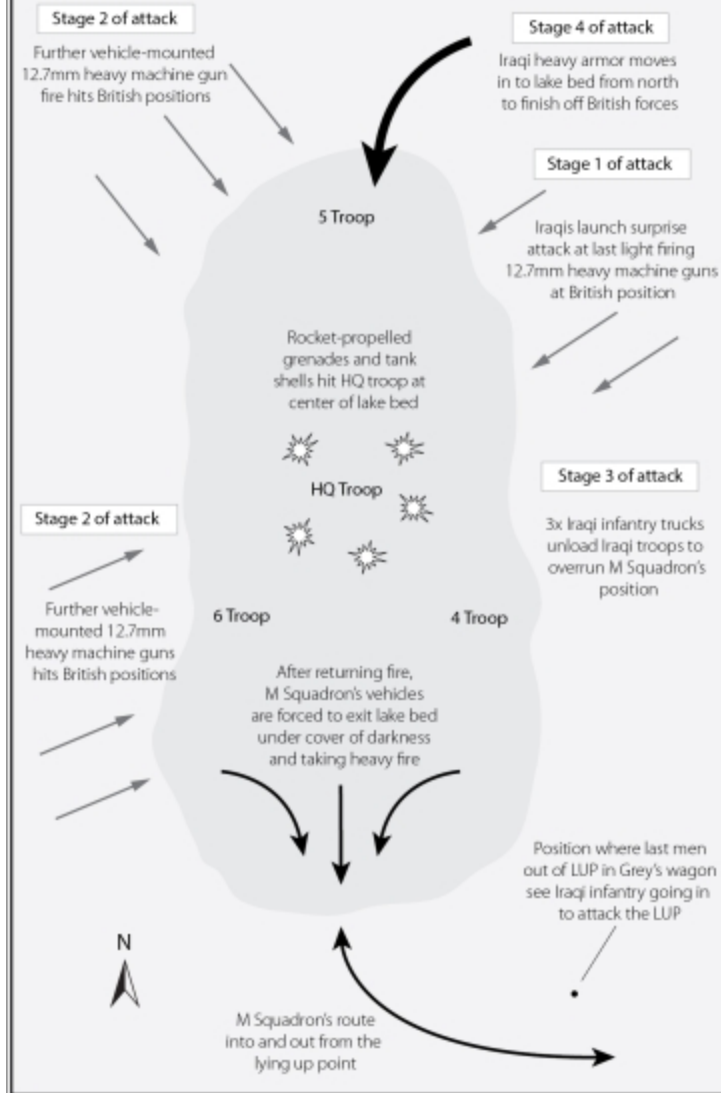 Stage 2 of attack
Further vehicle-mounted
12.7mm heavy machine gun
fire hits British positions
Stage 4 of attack
Iraqi heavy armor moves
in to lake bed from north
to finish off British forces
Stage 1 of attack
Iraqis launch surprise
attack at last light firing
12.7mm heavy machine guns
at British position
5 Troop
Rocket-propelled
grenades and tank
shells hit HQ troop at
center of lake bed
HQ Troop
Stage 3 of attack
3x Iraqi infantry trucks
unload Iraqi troops to
overrun M Squadron's
position
Stage 2 of attack
Further vehicle-
mounted 12.7mm
heavy machine guns
hits British positions
6 Troop
4 Troop
After returning fire,
M Squadron's vehicles
are forced to exit lake bed
under cover of darkness
and taking heavy fire
Position where last men
out of LUP in Grey's wagon
see Iraqi infantry going in
to attack the LUP
N
M Squadron's route
into and out from the
lying up point